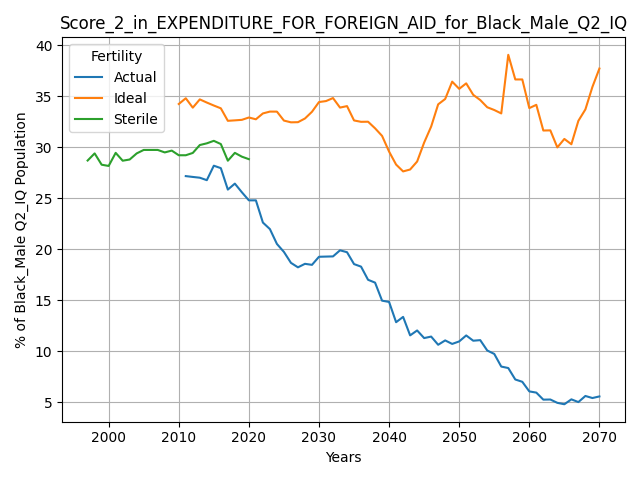 Score_2_in_EXPENDITURE_FOR_FOREIGN_AID_for_Black_Male_Q2_IQ
Fertility
Actual
Ideal
Sterile
% of Black_Male Q2_IQ Population
40
35
30
25
20
15
10
5
2000 2010 2020 2030 2040 2050 2060 2070
Years